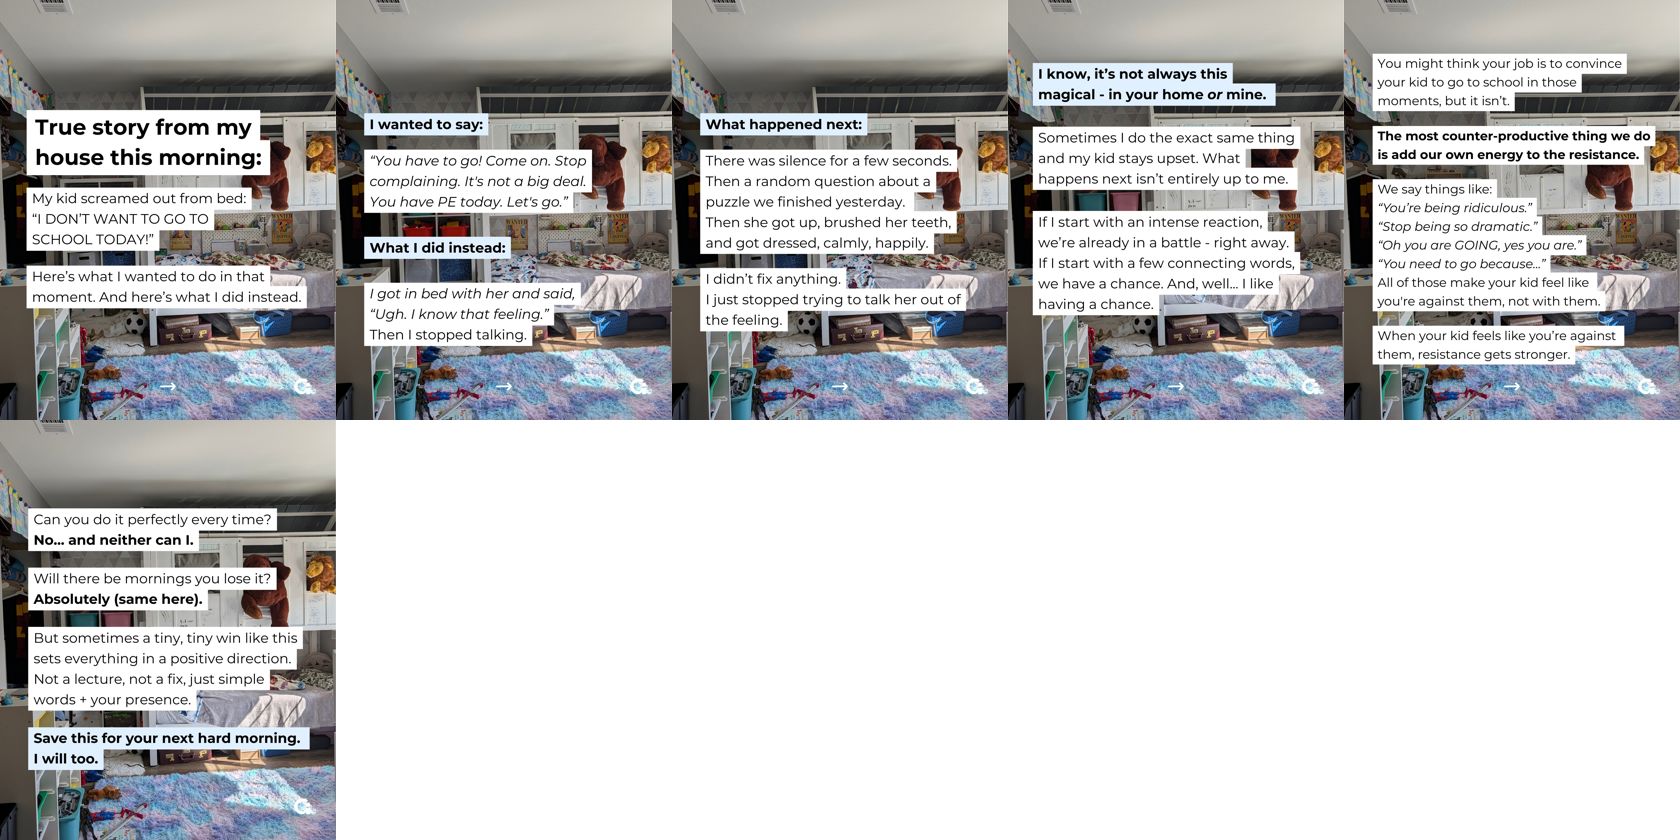 True story from my
house this morning:
My kid screamed out from bed:
“I DON’T WANT TO GO TO
SCHOOL TODAY!”
Here’s what I wanted to do in that
moment. And here’s what I did instead.
→
I wanted to say:
“You have to go! Come on. Stop
complaining. It's not a big deal.
You have PE today. Let's go.”
What I did instead:
I got in bed with her and said,
“Ugh. I know that feeling.”
Then I stopped talking.
→
What happened next:
There was silence for a few seconds.
Then a random question about a
puzzle we finished yesterday.
Then she got up, brushed her teeth,
and got dressed, calmly, happily.
I didn’t fix anything.
I just stopped trying to talk her out of
the feeling.
→
I know, it’s not always this
magical - in your home or mine.
Sometimes I do the exact same thing
and my kid stays upset. What
happens next isn’t entirely up to me.
If I start with an intense reaction,
we’re already in a battle - right away.
If I start with a few connecting words,
we have a chance. And, well... I like
having a chance.
→
You might think your job is to convince
your kid to go to school in those
moments, but it isn’t.
The most counter-productive thing we do
is add our own energy to the resistance.
We say things like:
“You’re being ridiculous.”
“Stop being so dramatic.”
“Oh you are GOING, yes you are.”
“You need to go because...”
All of those make your kid feel like
you're against them, not with them.
When your kid feels like you’re against
them, resistance gets stronger.
→
Can you do it perfectly every time?
No... and neither can I.
Will there be mornings you lose it?
Absolutely (same here).
But sometimes a tiny, tiny win like this
sets everything in a positive direction.
Not a lecture, not a fix, just simple
words + your presence.
Save this for your next hard morning.
I will too.